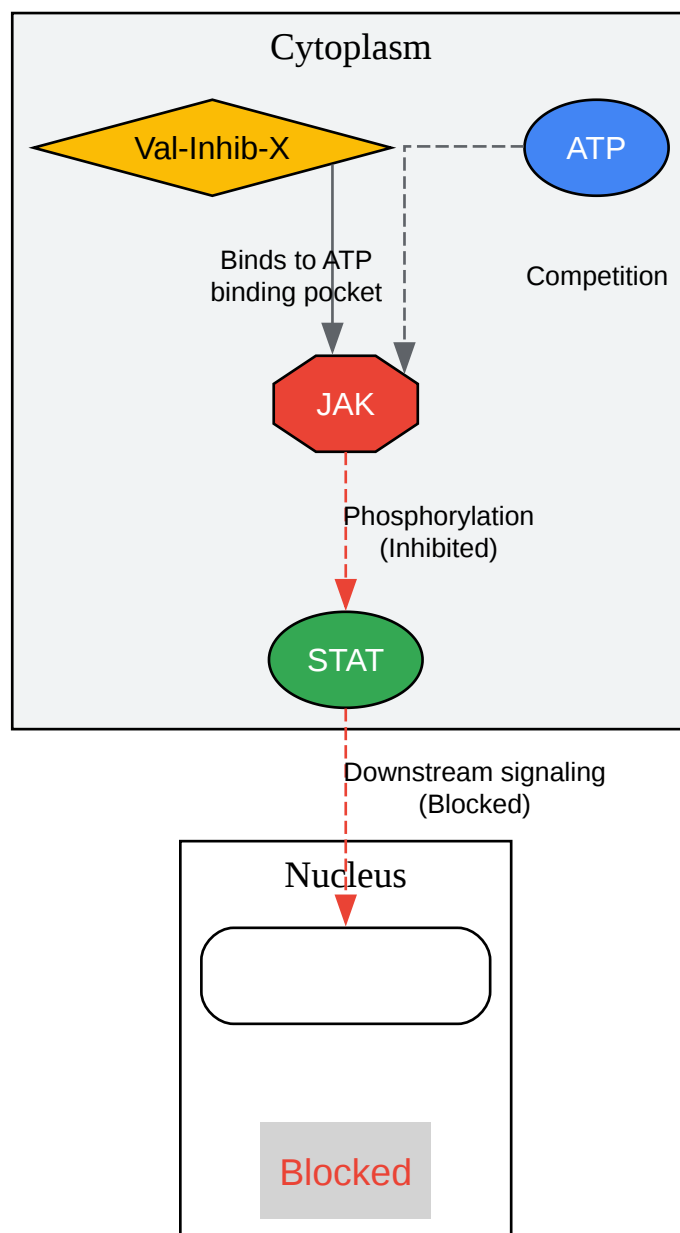 Cytoplasm
Val-Inhib-X
ATP
Binds to ATP
binding pocket
Competition
JAK
Phosphorylation
(Inhibited)
STAT
Downstream signaling
(Blocked)
Nucleus
Blocked